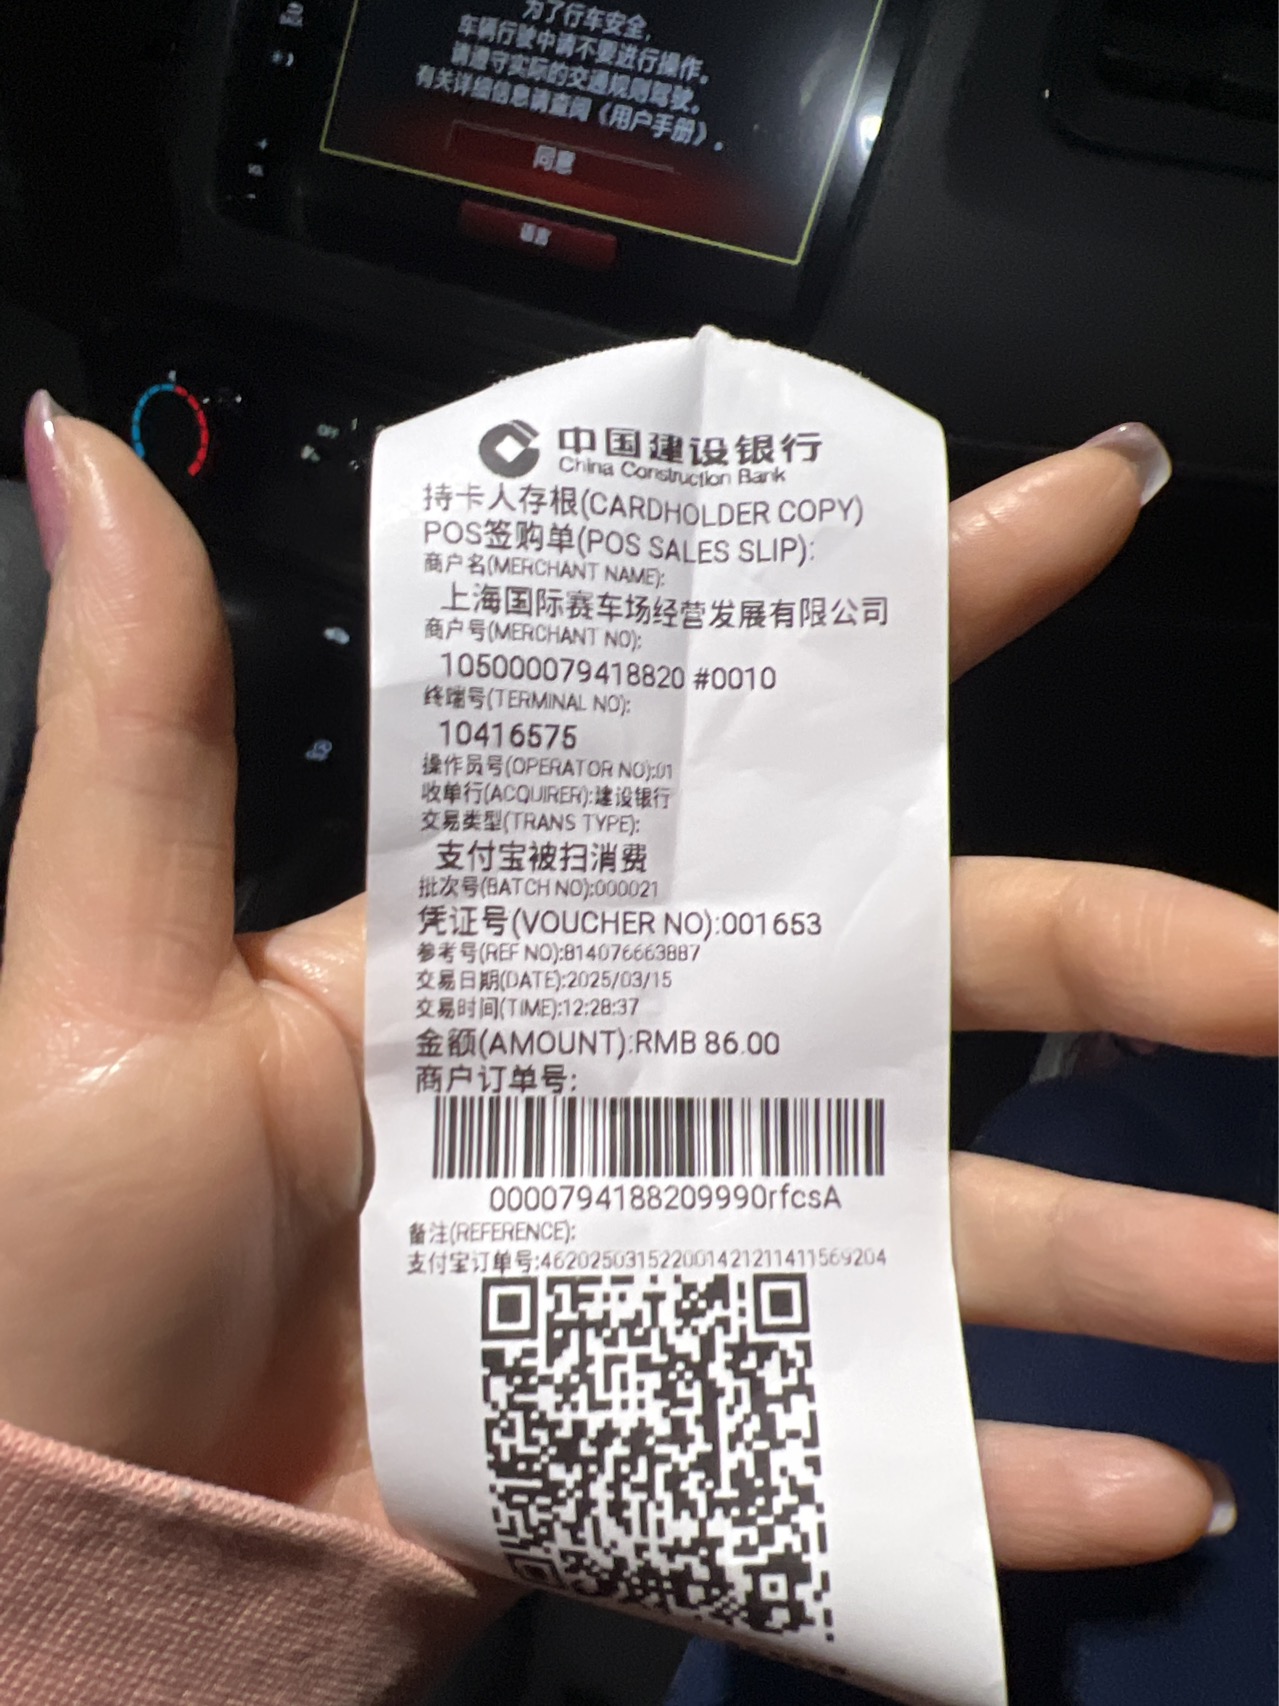 为了行车安全，
车辆行驶中请不要进行操作。
请遵守实际的交通规则驾驶。
有关详细信息请查阅《用户手册》。
同意
语言
VOL
OFF
中国建设银行
China Construction Bank
持卡人存根(CARDHOLDER COPY)
POS签购单(POS SALES SLIP):
商户名(MERCHANT NAME):
上海国际赛车场经营发展有限公司
商户号(MERCHANT NO):
105000079418820 #0010
终端号(TERMINAL NO):
10416575
操作员号(OPERATOR NO):01
收单行(ACQUIRER):建设银行
交易类型(TRANS TYPE):
支付宝被扫消费
批次号(BATCH NO):000021
凭证号(VOUCHER NO):001653
参考号(REF NO):814076663887
交易日期(DATE):2025/03/15
交易时间(TIME):12:28:37
金额(AMOUNT):RMB 86.00
商户订单号:
0000794188209990rfcsA
备注(REFERENCE):
支付宝订单号:462025031522001421211411569204